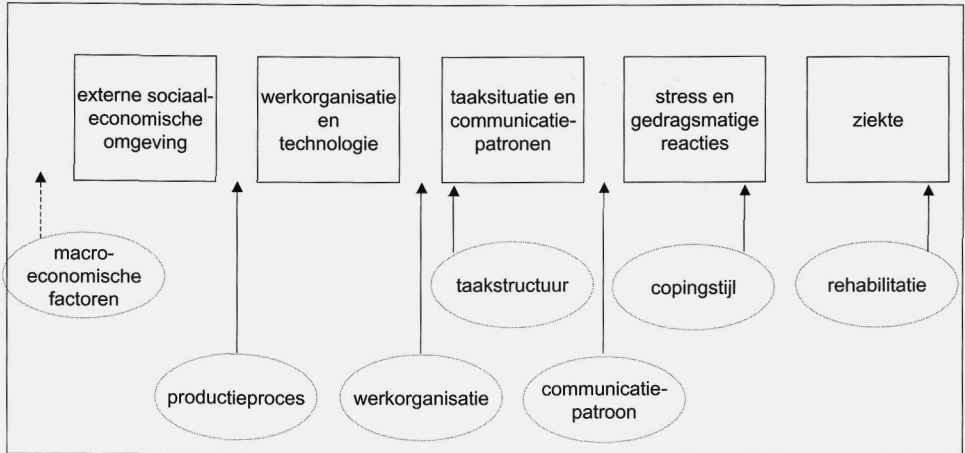 externe sociaal-
economische
omgeving
werkorganisatie
en
technologie
taaksituatie en
communicatie-
patronen
stress en
gedragsmatige
reacties
ziekte
macro-
economische
factoren
taakstructuur
copingstijl
rehabilitatie
productieproces
werkorganisatie
communicatie-
patroon